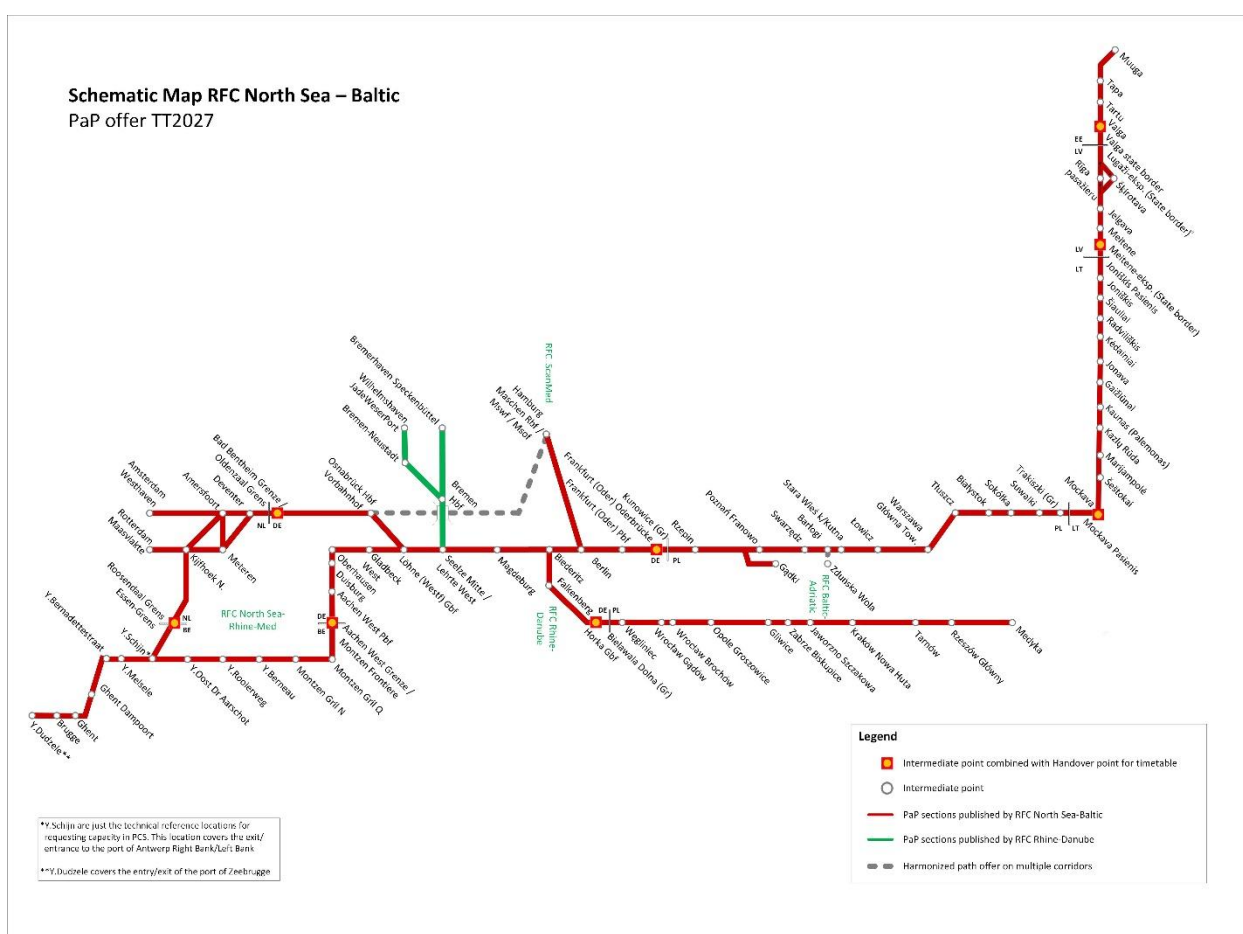 Schematic Map RFC North Sea – Baltic
PaP offer TT2027
Muuga
Tapa
Tartu
Valga
Valga state border
EE
LV
Lugaži-eksp. (State border)*
Šķirotava
Rīga
pasažieru
Jelgava
Meitene
Meitene-eksp. (State border)
LV
LT
Joniškis Pasienis
Joniškis
Šiauliai
Radviliškis
Kėdainiai
Jonava
Gaižiūnai
Kaunas (Palemonas)
Kazlų Rūda
Marijampolė
Šeštokai
Mockava
Mockava Pasienis
PL
LT
Trakiszki (Gr)
Suwałki
Sokółka
Białystok
Tłuszcz
Warszawa
Główna Tow.
Łowicz
Stara Wieś k/Kutna
Barłogi
Swarzędz
Poznań Franowo
Gądki
Zduńska Wola
RFC Baltic-
Adriatic
Rzepin
Kunowice (Gr)
DE
PL
Frankfurt (Oder) Oderbrücke
Frankfurt (Oder) Pbf
Berlin
Hamburg
Maschen Rbf /
Mswf / Msof
RFC ScanMed
Biederitz
Magdeburg
Falkenberg
RFC Rhine-
Danube
Horka Gbf
DE
PL
Bielawa Dolna (Gr)
Węgliniec
Wrocław Gądów
Wrocław Brochów
Opole Groszowice
Gliwice
Zabrze Biskupice
Jaworzno Szczakowa
Kraków Nowa Huta
Tarnów
Rzeszów Główny
Medyka
Bremerhaven Speckenbüttel
Wilhelmshaven
JadeWeserPort
Bremen-Neustadt
Bremen
Hbf
Seelze Mitte /
Lehrte West
Osnabrück Hbf
Vorbahnhof
Löhne (Westf) Gbf
Gladbeck
West
Oberhausen
Duisburg
Aachen West Pbf
DE
BE
Aachen West Grenze /
Montzen Frontière
Montzen Gril Q
Montzen Gril N
Y.Berneau
Y.Rooierweg
Y.Oost Dr Aarschot
Y.Schijn*
Y.Melsele
Y.Bernadettestraat
Ghent Dampoort
Ghent
Brugge
Y.Dudzele**
Bad Bentheim Grenze /
Oldenzaal Grens
NL
DE
Deventer
Amersfoort
Amsterdam
Westhaven
Rotterdam
Maasvlakte
Kijfhoek N.
Meteren
Roosendaal Grens
Essen-Grens
NL
BE
RFC North Sea-
Rhine-Med
Legend
Intermediate point combined with Handover point for timetable
Intermediate point
PaP sections published by RFC North Sea-Baltic
PaP sections published by RFC Rhine-Danube
Harmonized path offer on multiple corridors
*Y.Schijn are just the technical reference locations for
requesting capacity in PCS. This location covers the exit/
entrance to the port of Antwerp Right Bank/Left Bank
**Y.Dudzele covers the entry/exit of the port of Zeebrugge